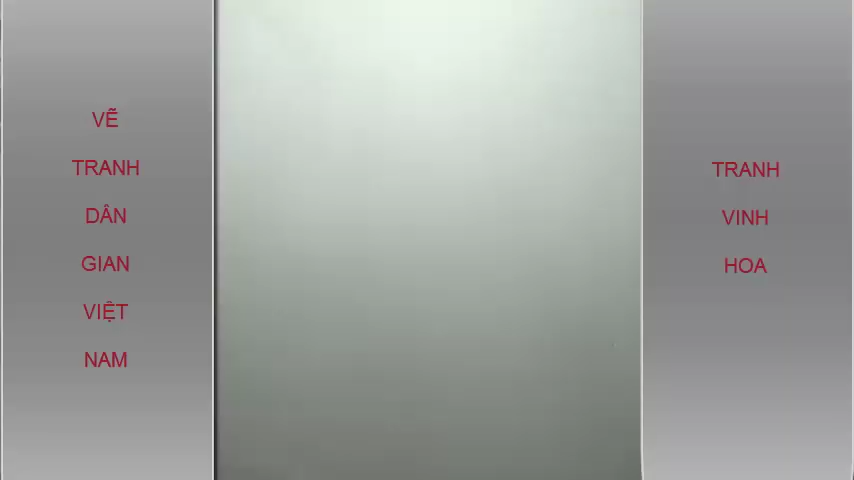 VẼ
TRANH
DÂN
GIAN
VIỆT
NAM
TRANH
VINH
HOA